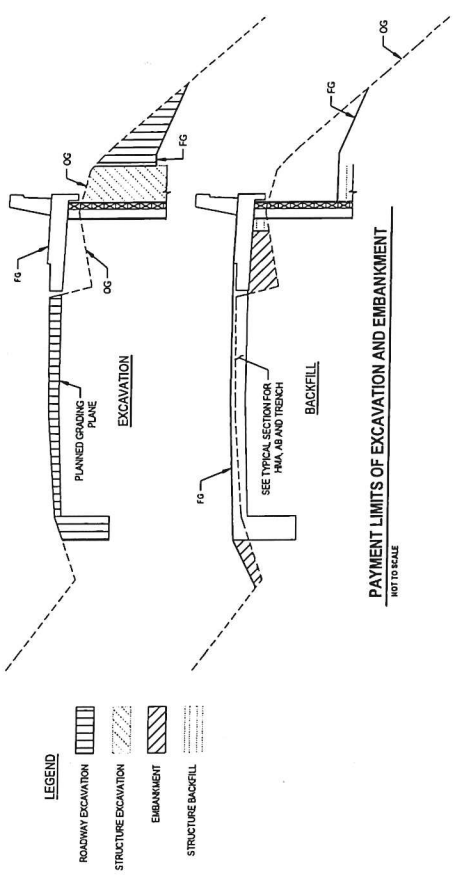 LEGEND
ROADWAY EXCAVATION
STRUCTURE EXCAVATION
EMBANKMENT
STRUCTURE BACKFILL
FG
OG
OG
FG
PLANNED GRADING
PLANE
EXCAVATION
FG
SEE TYPICAL SECTION FOR
HMA, AB AND TRENCH
BACKFILL
FG
OG
PAYMENT LIMITS OF EXCAVATION AND EMBANKMENT
NOT TO SCALE